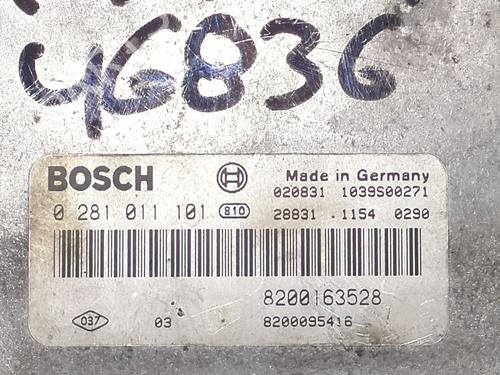 46836
BOSCH
Made in Germany
020831 1039S00271
0 281 011 101 810
28831 . 1154 0290
8200163528
037 03 8200095416